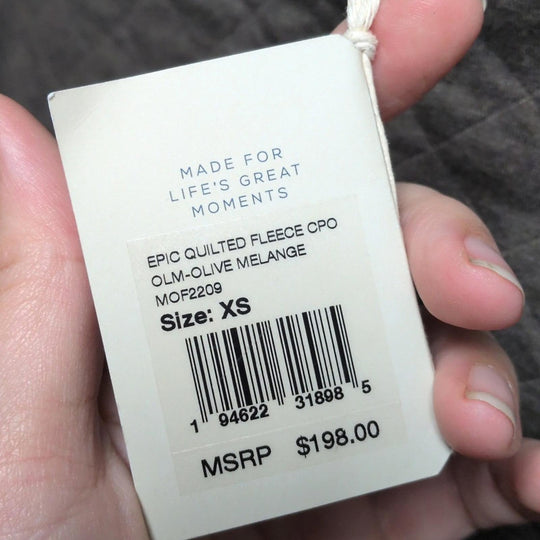 MADE FOR
LIFE'S GREAT
MOMENTS
EPIC QUILTED FLEECE CPO
OLM-OLIVE MELANGE
MOF2209
Size: XS
1 94622 31898 5
MSRP $198.00